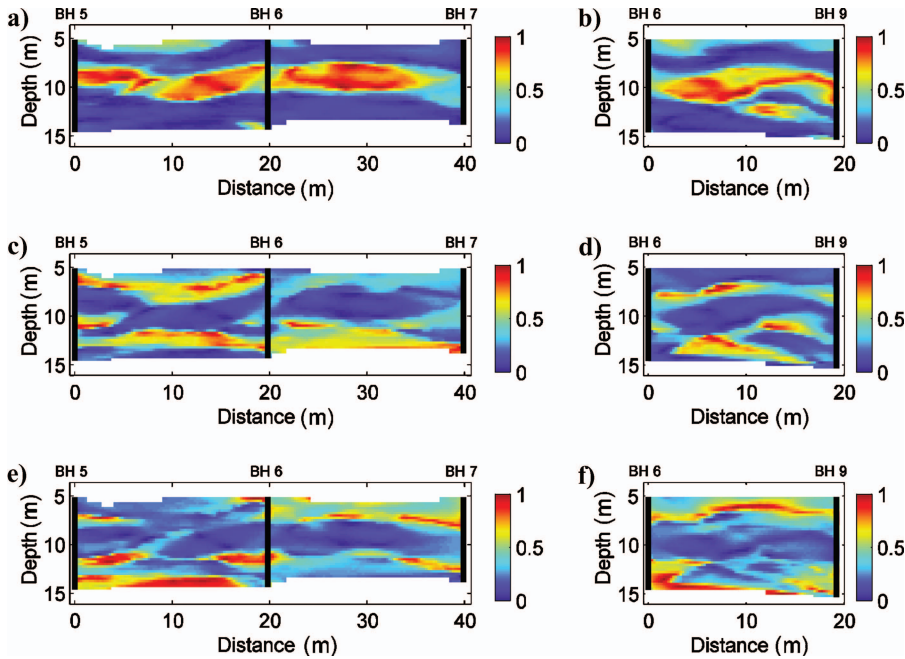 a) BH 5 BH 6 BH 7
5
10
15
Depth (m)
0 10 20 30 40
Distance (m)
1
0.5
0
b) BH 6 BH 9
5
10
15
Depth (m)
0 10 20
Distance (m)
1
0.5
0
c) BH 5 BH 6 BH 7
5
10
15
Depth (m)
0 10 20 30 40
Distance (m)
1
0.5
0
d) BH 6 BH 9
5
10
15
Depth (m)
0 10 20
Distance (m)
1
0.5
0
e) BH 5 BH 6 BH 7
5
10
15
Depth (m)
0 10 20 30 40
Distance (m)
1
0.5
0
f) BH 6 BH 9
5
10
15
Depth (m)
0 10 20
Distance (m)
1
0.5
0